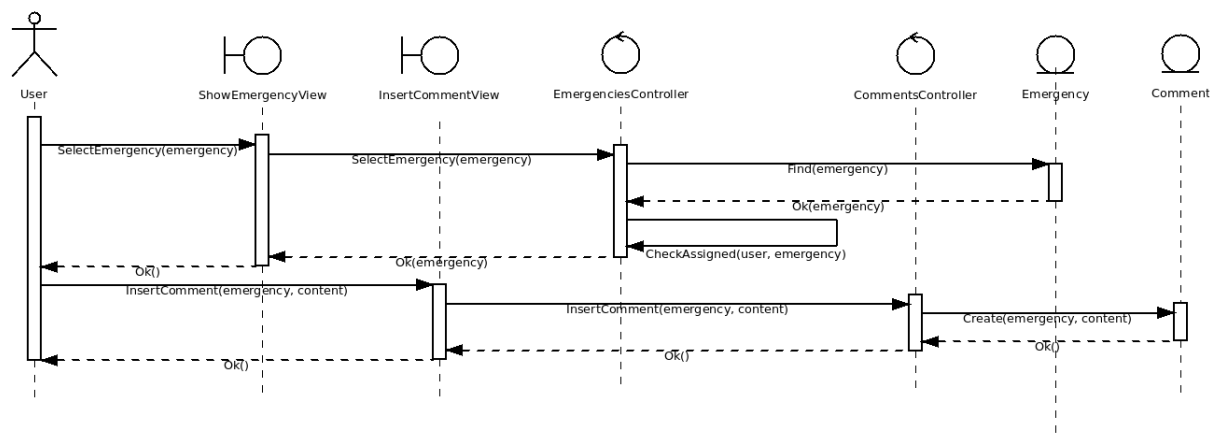 User
ShowEmergencyView
InsertCommentView
EmergenciesController
CommentsController
Emergency
Comment
SelectEmergency(emergency)
SelectEmergency(emergency)
Find(emergency)
Ok(emergency)
CheckAssigned(user, emergency)
Ok(emergency)
Ok()
InsertComment(emergency, content)
InsertComment(emergency, content)
Create(emergency, content)
Ok()
Ok()
Ok()